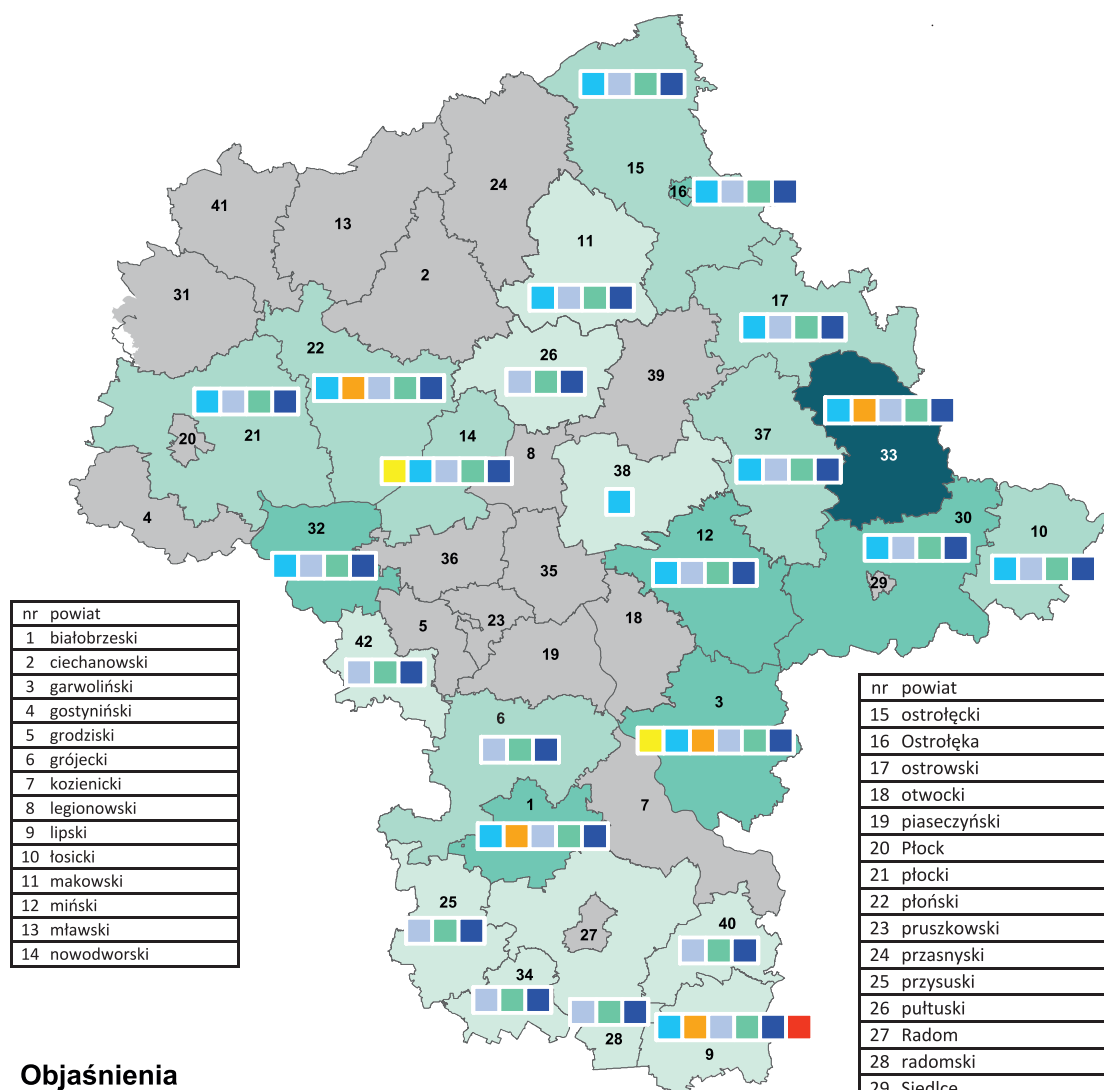 15
24
16
41
13
11
2
31
17
22
26
39
14
37
21
20
8
38
33
4
32
12
30
10
36
35
29
23
18
5
42
19
3
6
1
7
25
40
27
34
28
9
nr powiat
1 białobrzeski
2 ciechanowski
3 garwoliński
4 gostyniński
5 grodziski
6 grójecki
7 kozienicki
8 legionowski
9 lipski
10 łosicki
11 makowski
12 miński
13 mławski
14 nowodworski
nr powiat
15 ostrołęcki
16 Ostrołęka
17 ostrowski
18 otwocki
19 piaseczyński
20 Płock
21 płocki
22 płoński
23 pruszkowski
24 przasnyski
25 przysuski
26 pułtuski
27 Radom
28 radomski
29 Siedlce
Objaśnienia